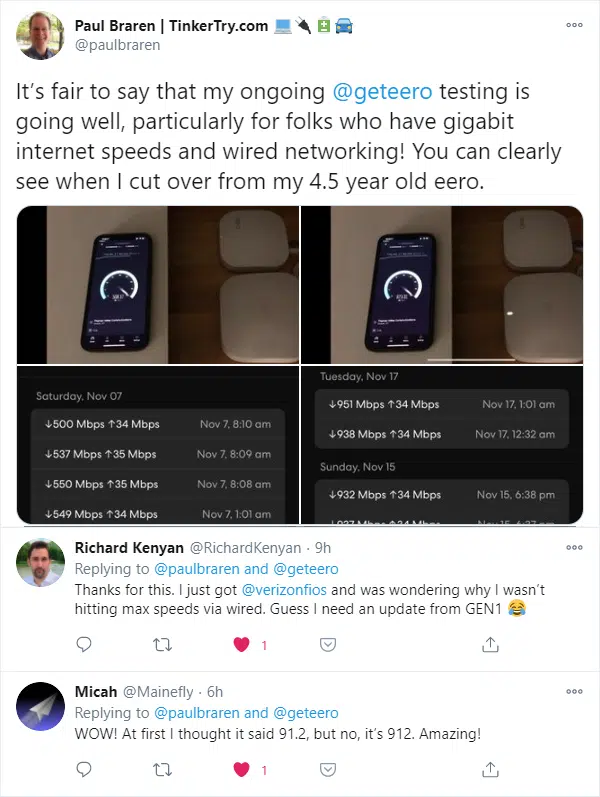 Paul Braren | TinkerTry.com 💻🔌🔋🚘
@paulbraren
It’s fair to say that my ongoing @geteero testing is
going well, particularly for folks who have gigabit
internet speeds and wired networking! You can clearly
see when I cut over from my 4.5 year old eero.
Saturday, Nov 07
↓500 Mbps ↑34 Mbps Nov 7, 8:10 am
↓537 Mbps ↑35 Mbps Nov 7, 8:09 am
↓550 Mbps ↑35 Mbps Nov 7, 8:08 am
↓549 Mbps ↑34 Mbps Nov 7, 1:01 am
Tuesday, Nov 17
↓951 Mbps ↑34 Mbps Nov 17, 1:01 am
↓938 Mbps ↑34 Mbps Nov 17, 12:32 am
Sunday, Nov 15
↓932 Mbps ↑34 Mbps Nov 15, 6:38 pm
Richard Kenyan @RichardKenyan · 9h
Replying to @paulbraren and @geteero
Thanks for this. I just got @verizonfios and was wondering why I wasn’t
hitting max speeds via wired. Guess I need an update from GEN1 😂
1
Micah @Mainefly · 6h
Replying to @paulbraren and @geteero
WOW! At first I thought it said 91.2, but no, it’s 912. Amazing!
1